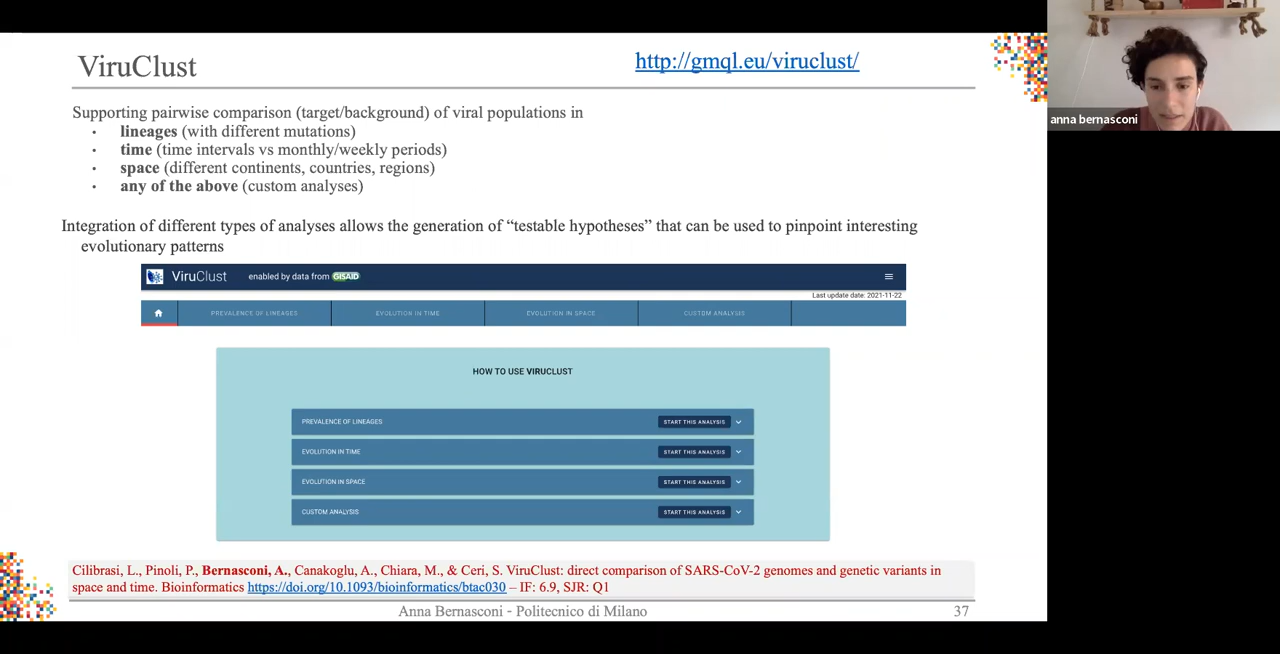 ViruClust
http://gmql.eu/viruclust/
anna bernasconi
Supporting pairwise comparison (target/background) of viral populations in
• lineages (with different mutations)
• time (time intervals vs monthly/weekly periods)
• space (different continents, countries, regions)
• any of the above (custom analyses)
Integration of different types of analyses allows the generation of “testable hypotheses” that can be used to pinpoint interesting
evolutionary patterns
ViruClust enabled by data from GISAID
Last update date: 2021-11-22
PREVALENCE OF LINEAGES EVOLUTION IN TIME EVOLUTION IN SPACE CUSTOM ANALYSIS
HOW TO USE VIRUCLUST
PREVALENCE OF LINEAGES START THIS ANALYSIS
EVOLUTION IN TIME START THIS ANALYSIS
EVOLUTION IN SPACE START THIS ANALYSIS
CUSTOM ANALYSIS START THIS ANALYSIS
Cilibrasi, L., Pinoli, P., Bernasconi, A., Canakoglu, A., Chiara, M., & Ceri, S. ViruClust: direct comparison of SARS-CoV-2 genomes and genetic variants in
space and time. Bioinformatics https://doi.org/10.1093/bioinformatics/btac030 – IF: 6.9, SJR: Q1
Anna Bernasconi - Politecnico di Milano 37